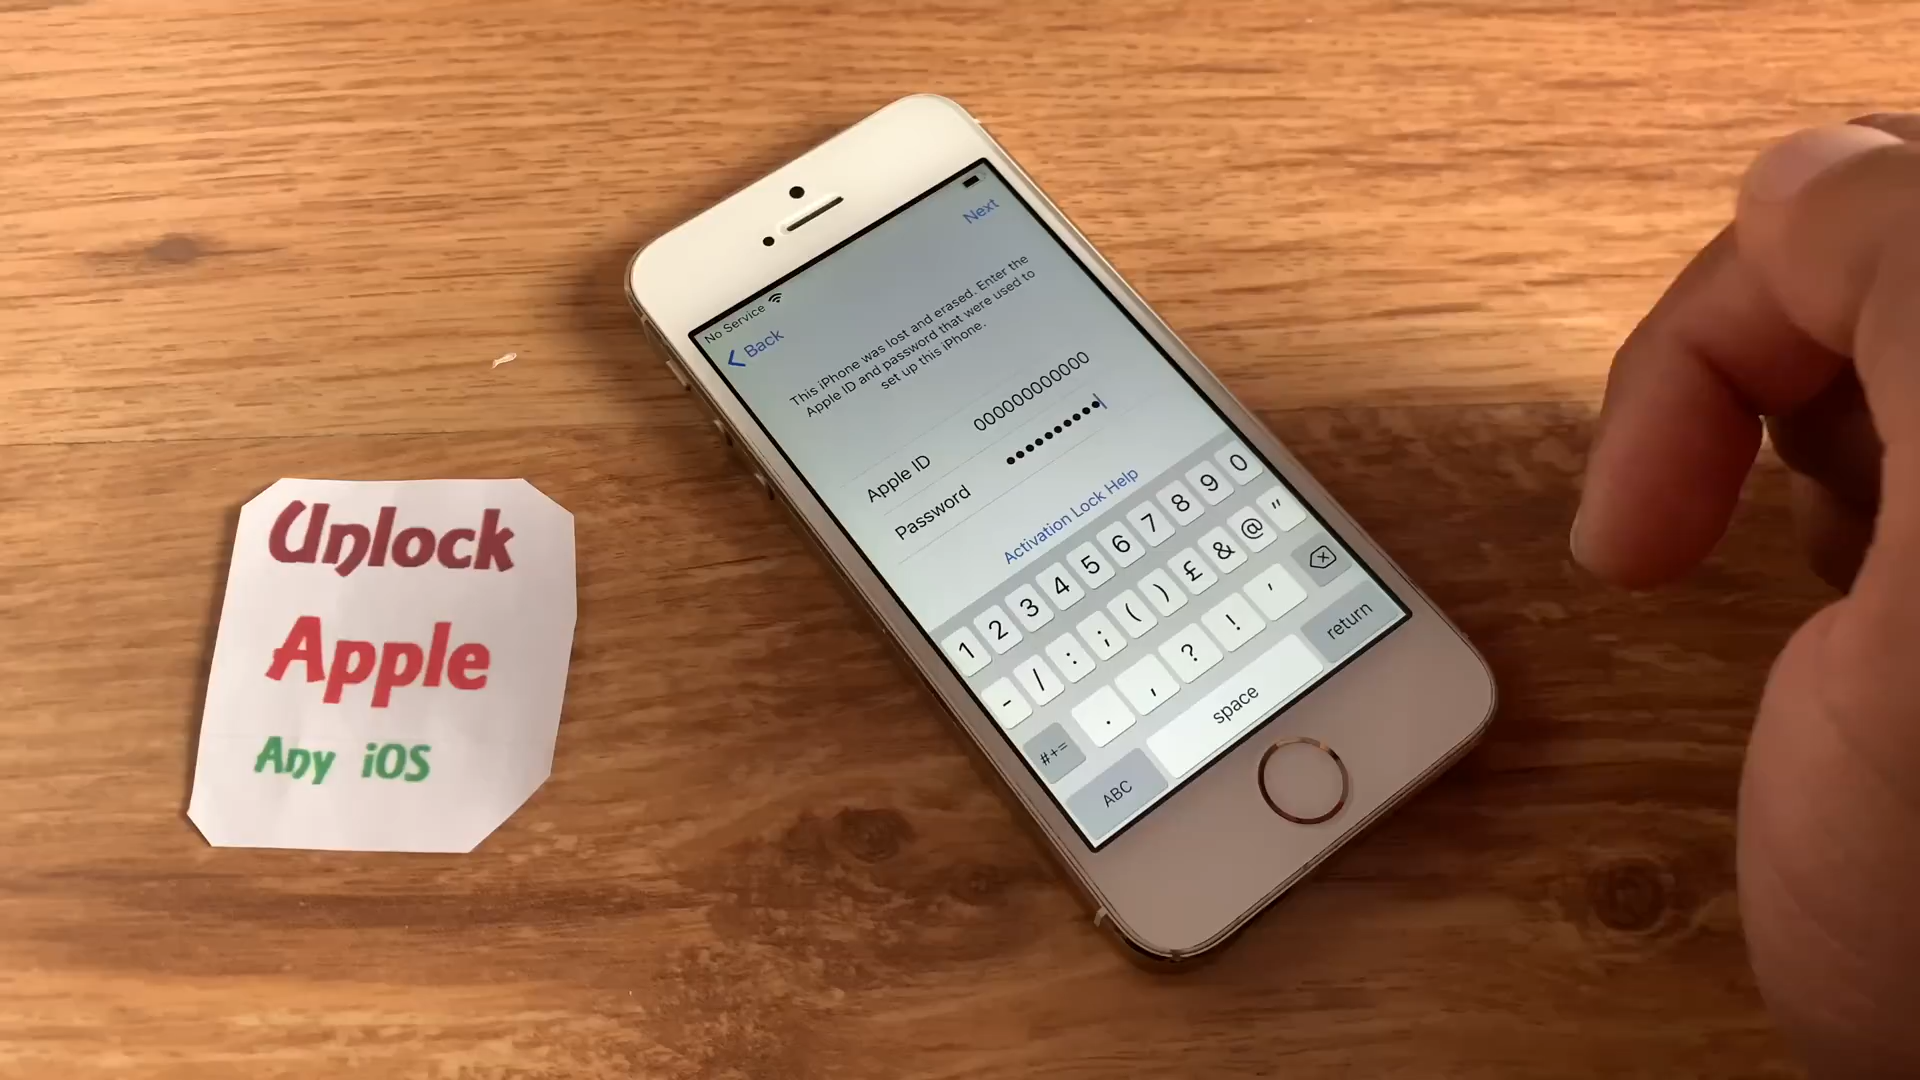 Unlock
Apple
Any iOS
No Service
Back
Next
This iPhone was lost and erased. Enter the
Apple ID and password that were used to
set up this iPhone.
Apple ID 000000000000
Password ●●●●●●●●●●●
Activation Lock Help
1 2 3 4 5 6 7 8 9 0
- / : ; ( ) £ & @ "
#+= . , ? ! '
ABC space return